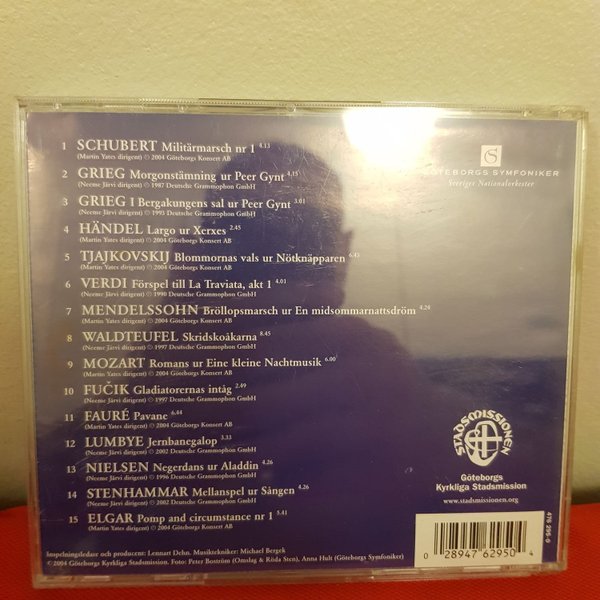 1 SCHUBERT Militärmarsch nr 1 4.13
(Martin Yates dirigent) © 2004 Göteborgs Konsert AB
2 GRIEG Morgonstämning ur Peer Gynt 4.15
(Neeme Järvi dirigent) © 1987 Deutsche Grammophon GmbH
3 GRIEG I Bergakungens sal ur Peer Gynt 3.01
(Neeme Järvi dirigent) © 1993 Deutsche Grammophon GmbH
4 HÄNDEL Largo ur Xerxes 2.45
(Martin Yates dirigent) © 2004 Göteborgs Konsert AB
5 TJAJKOVSKIJ Blommornas vals ur Nötknäpparen 6.45
(Martin Yates dirigent) © 2004 Göteborgs Konsert AB
6 VERDI Förspel till La Traviata, akt 1 4.01
(Neeme Järvi dirigent) © 1990 Deutsche Grammophon GmbH
7 MENDELSSOHN Bröllopsmarsch ur En midsommarnattsdröm 4.24
(Martin Yates dirigent) © 2004 Göteborgs Konsert AB
8 WALDTEUFEL Skridskoåkarna 8.45
(Neeme Järvi dirigent) © 1997 Deutsche Grammophon GmbH
9 MOZART Romans ur Eine kleine Nachtmusik 6.00
(Martin Yates dirigent) © 2004 Göteborgs Konsert AB
10 FUČIK Gladiatorernas intåg 2.49
(Neeme Järvi dirigent) © 1997 Deutsche Grammophon GmbH
11 FAURÉ Pavane 6.44
(Martin Yates dirigent) © 2004 Göteborgs Konsert AB
12 LUMBYE Jernbanegalop 3.33
(Neeme Järvi dirigent) © 2002 Deutsche Grammophon GmbH
13 NIELSEN Negerdans ur Aladdin 4.26
(Neeme Järvi dirigent) © 1996 Deutsche Grammophon GmbH
14 STENHAMMAR Mellanspel ur Sången 4.26
(Neeme Järvi dirigent) © 2002 Deutsche Grammophon GmbH
15 ELGAR Pomp and circumstance nr 1 5.41
(Martin Yates dirigent) © 2004 Göteborgs Konsert AB
Inspelningsledare och producent: Lennart Dehn. Musiktekniker: Michael Bergek
© 2004 Göteborgs Kyrkliga Stadsmission. Foto: Peter Boström (Omslag & Röda Sten), Anna Hult (Göteborgs Symfoniker)
GÖTEBORGS SYMFONIKER
Sveriges Nationalorkester
STADSMISSIONEN
Göteborgs
Kyrkliga Stadsmission
www.stadsmissionen.org
476 295-0
0 28947 62950 4